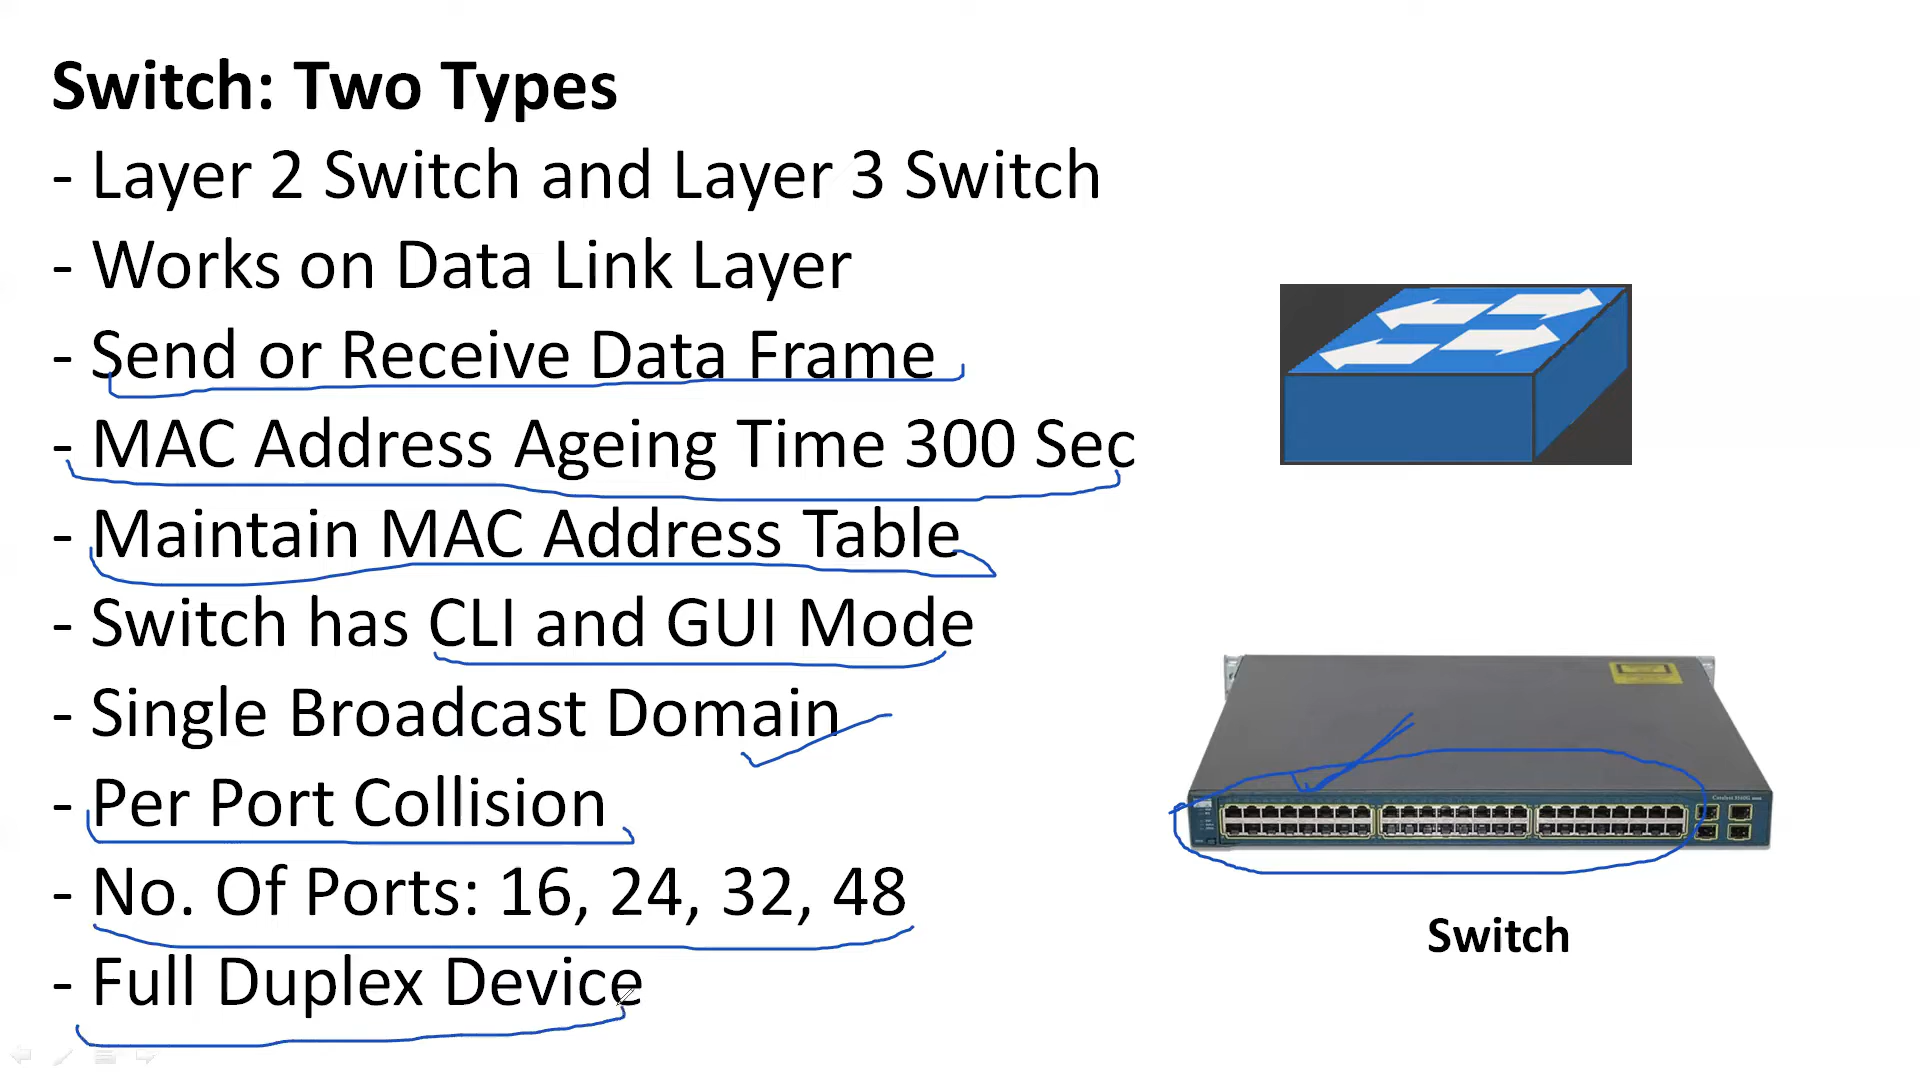 Switch: Two Types
- Layer 2 Switch and Layer 3 Switch
- Works on Data Link Layer
- Send or Receive Data Frame
- MAC Address Ageing Time 300 Sec
- Maintain MAC Address Table
- Switch has CLI and GUI Mode
- Single Broadcast Domain
- Per Port Collision
- No. Of Ports: 16, 24, 32, 48
- Full Duplex Device
Switch